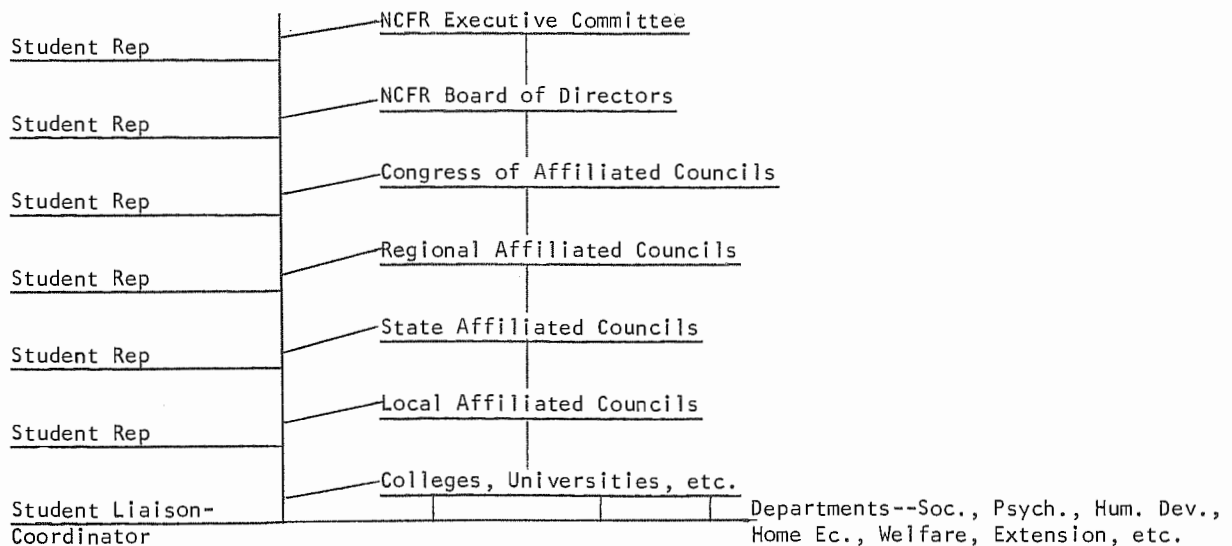 NCFR Executive Committee
Student Rep
NCFR Board of Directors
Student Rep
Congress of Affiliated Councils
Student Rep
Regional Affiliated Councils
Student Rep
State Affiliated Councils
Student Rep
Local Affiliated Councils
Student Rep
Colleges, Universities, etc.
Student Liaison-
Coordinator
Departments--Soc., Psych., Hum. Dev.,
Home Ec., Welfare, Extension, etc.